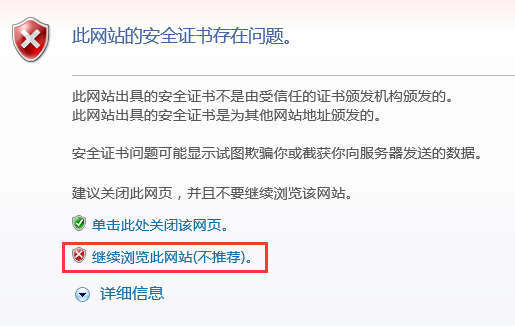 此网站的安全证书存在问题。
此网站出具的安全证书不是由受信任的证书颁发机构颁发的。
此网站出具的安全证书是为其他网站地址颁发的。
安全证书问题可能显示试图欺骗你或截获你向服务器发送的数据。
建议关闭此网页，并且不要继续浏览该网站。
单击此处关闭该网页。
继续浏览此网站(不推荐)。
详细信息